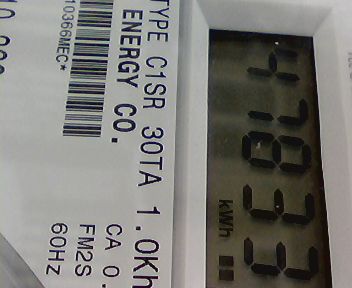 47833
kWh
TYPE C1SR 30TA 1.0Kh
ENERGY CO.
CA 0.
FM2S
60Hz
10366MEC*